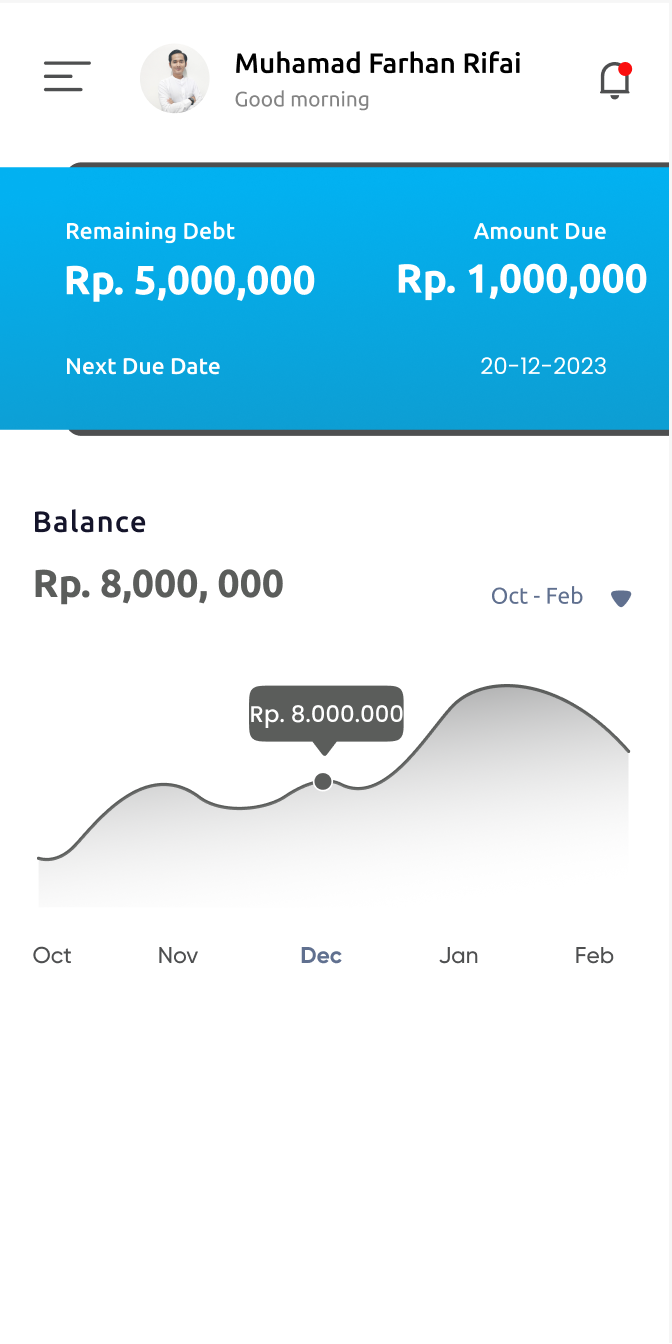 Muhamad Farhan Rifai
Good morning
Remaining Debt
Amount Due
Rp. 5,000,000
Rp. 1,000,000
Next Due Date
20-12-2023
Balance
Rp. 8,000, 000
Oct - Feb
Rp. 8.000.000
Oct
Nov
Dec
Jan
Feb